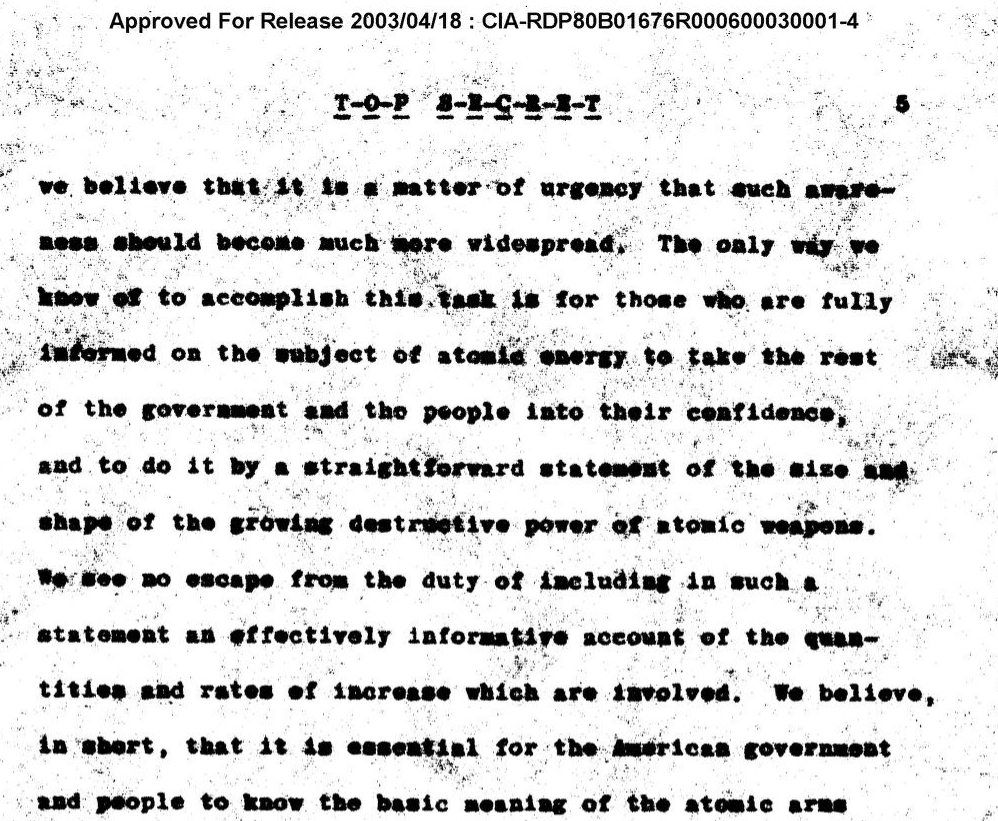 Approved For Release 2003/04/18 : CIA-RDP80B01676R000600030001-4
T-O-P S-E-C-R-E-T 5
we believe that it is a matter of urgency that such aware-
ness should become much more widespread. The only way we
know of to accomplish this task is for those who are fully
informed on the subject of atomic energy to take the rest
of the government and the people into their confidence,
and to do it by a straightforward statement of the size and
shape of the growing destructive power of atomic weapons.
We see no escape from the duty of including in such a
statement an effectively informative account of the quan-
tities and rates of increase which are involved. We believe,
in short, that it is essential for the American government
and people to know the basic meaning of the atomic arms